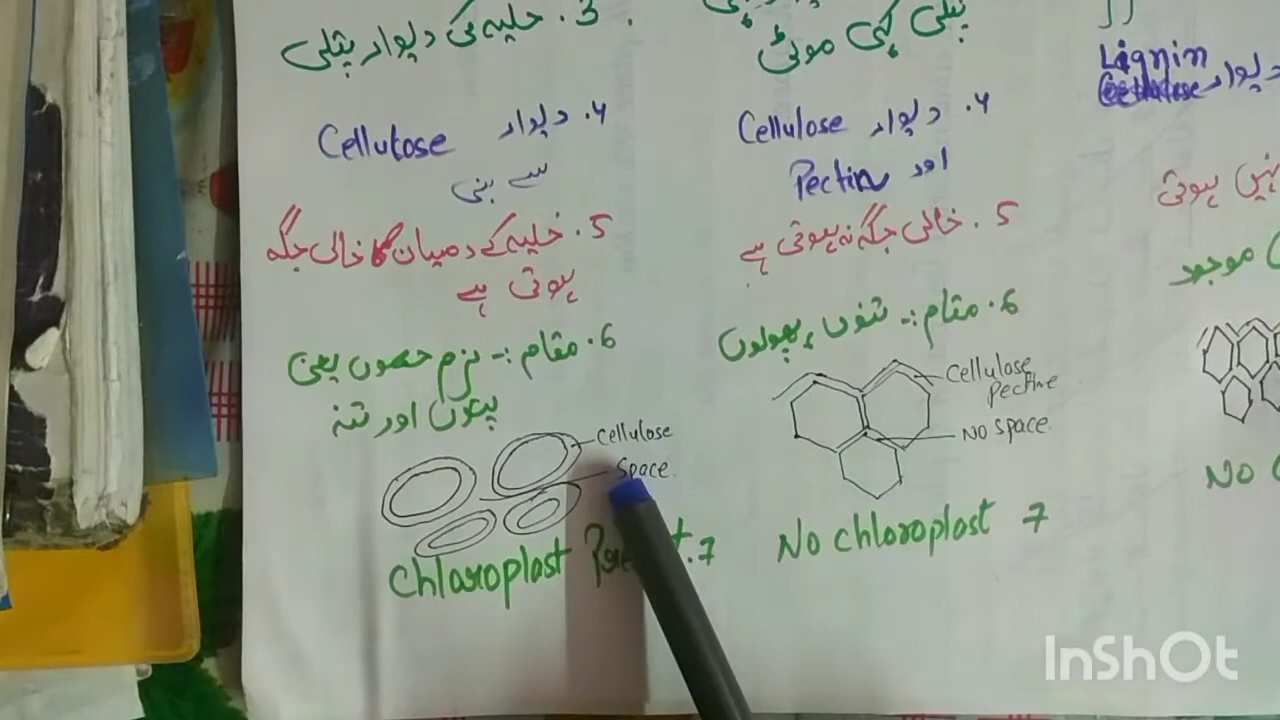 3. خلیہ کی دیوار پتلی
4. دیوار Cellulose
سے بنی
5. خلیہ کے درمیان خالی جگہ
ہوتی ہے
6. مقام :- نرم حصوں یعنی
پتوں اور تنہ
Cellulose
Space.
Chloroplast 7
پتلی موٹی
4. دیوار Cellulose
اور Pectin
5. خالی جگہ نہ ہوتی ہے
6. مقام :- تنوں، پھولوں
Cellulose
Pectine
No space.
No chloroplast 7
Lignin
دیوار Cellulose
نہیں ہوتی
موجود
No
InShOt